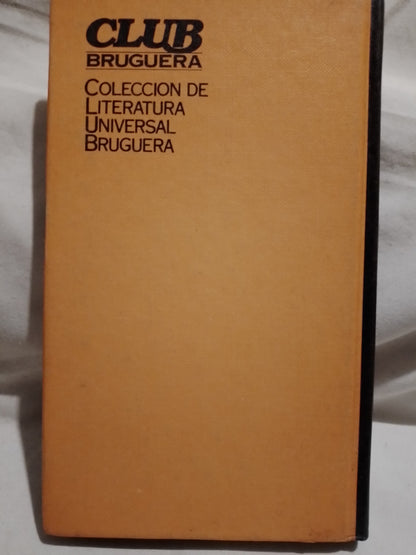 CLUB
BRUGUERA
COLECCION DE
LITERATURA
UNIVERSAL
BRUGUERA